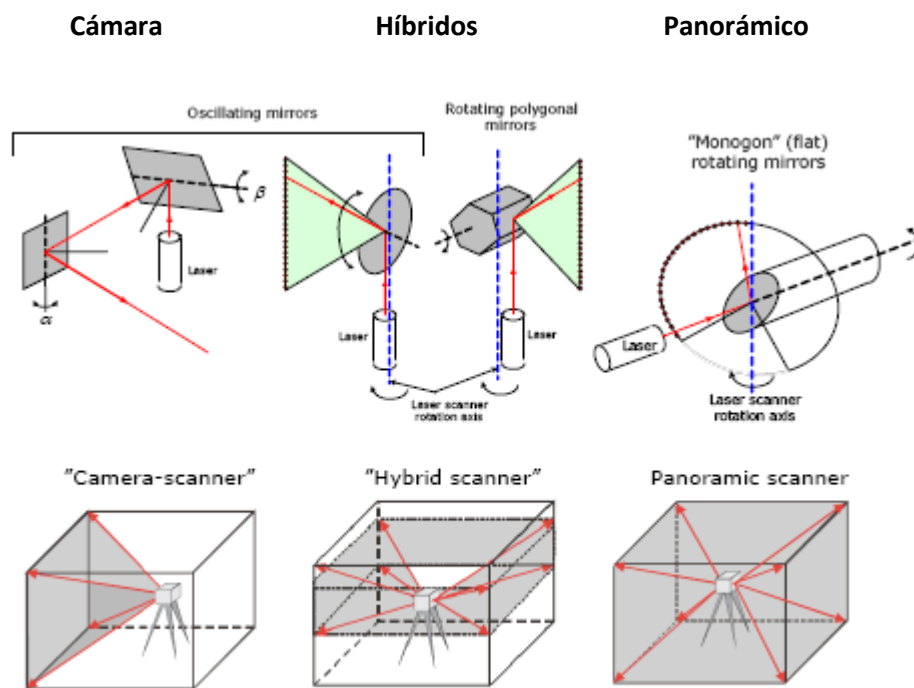 Cámara
Híbridos
Panorámico
Oscillating mirrors
Rotating polygonal
mirrors
"Monogon" (flat)
rotating mirrors
β
Laser
α
Laser
Laser
Laser
Laser scanner
rotation axis
Laser scanner
rotation axis
"Camera-scanner"
"Hybrid scanner"
Panoramic scanner